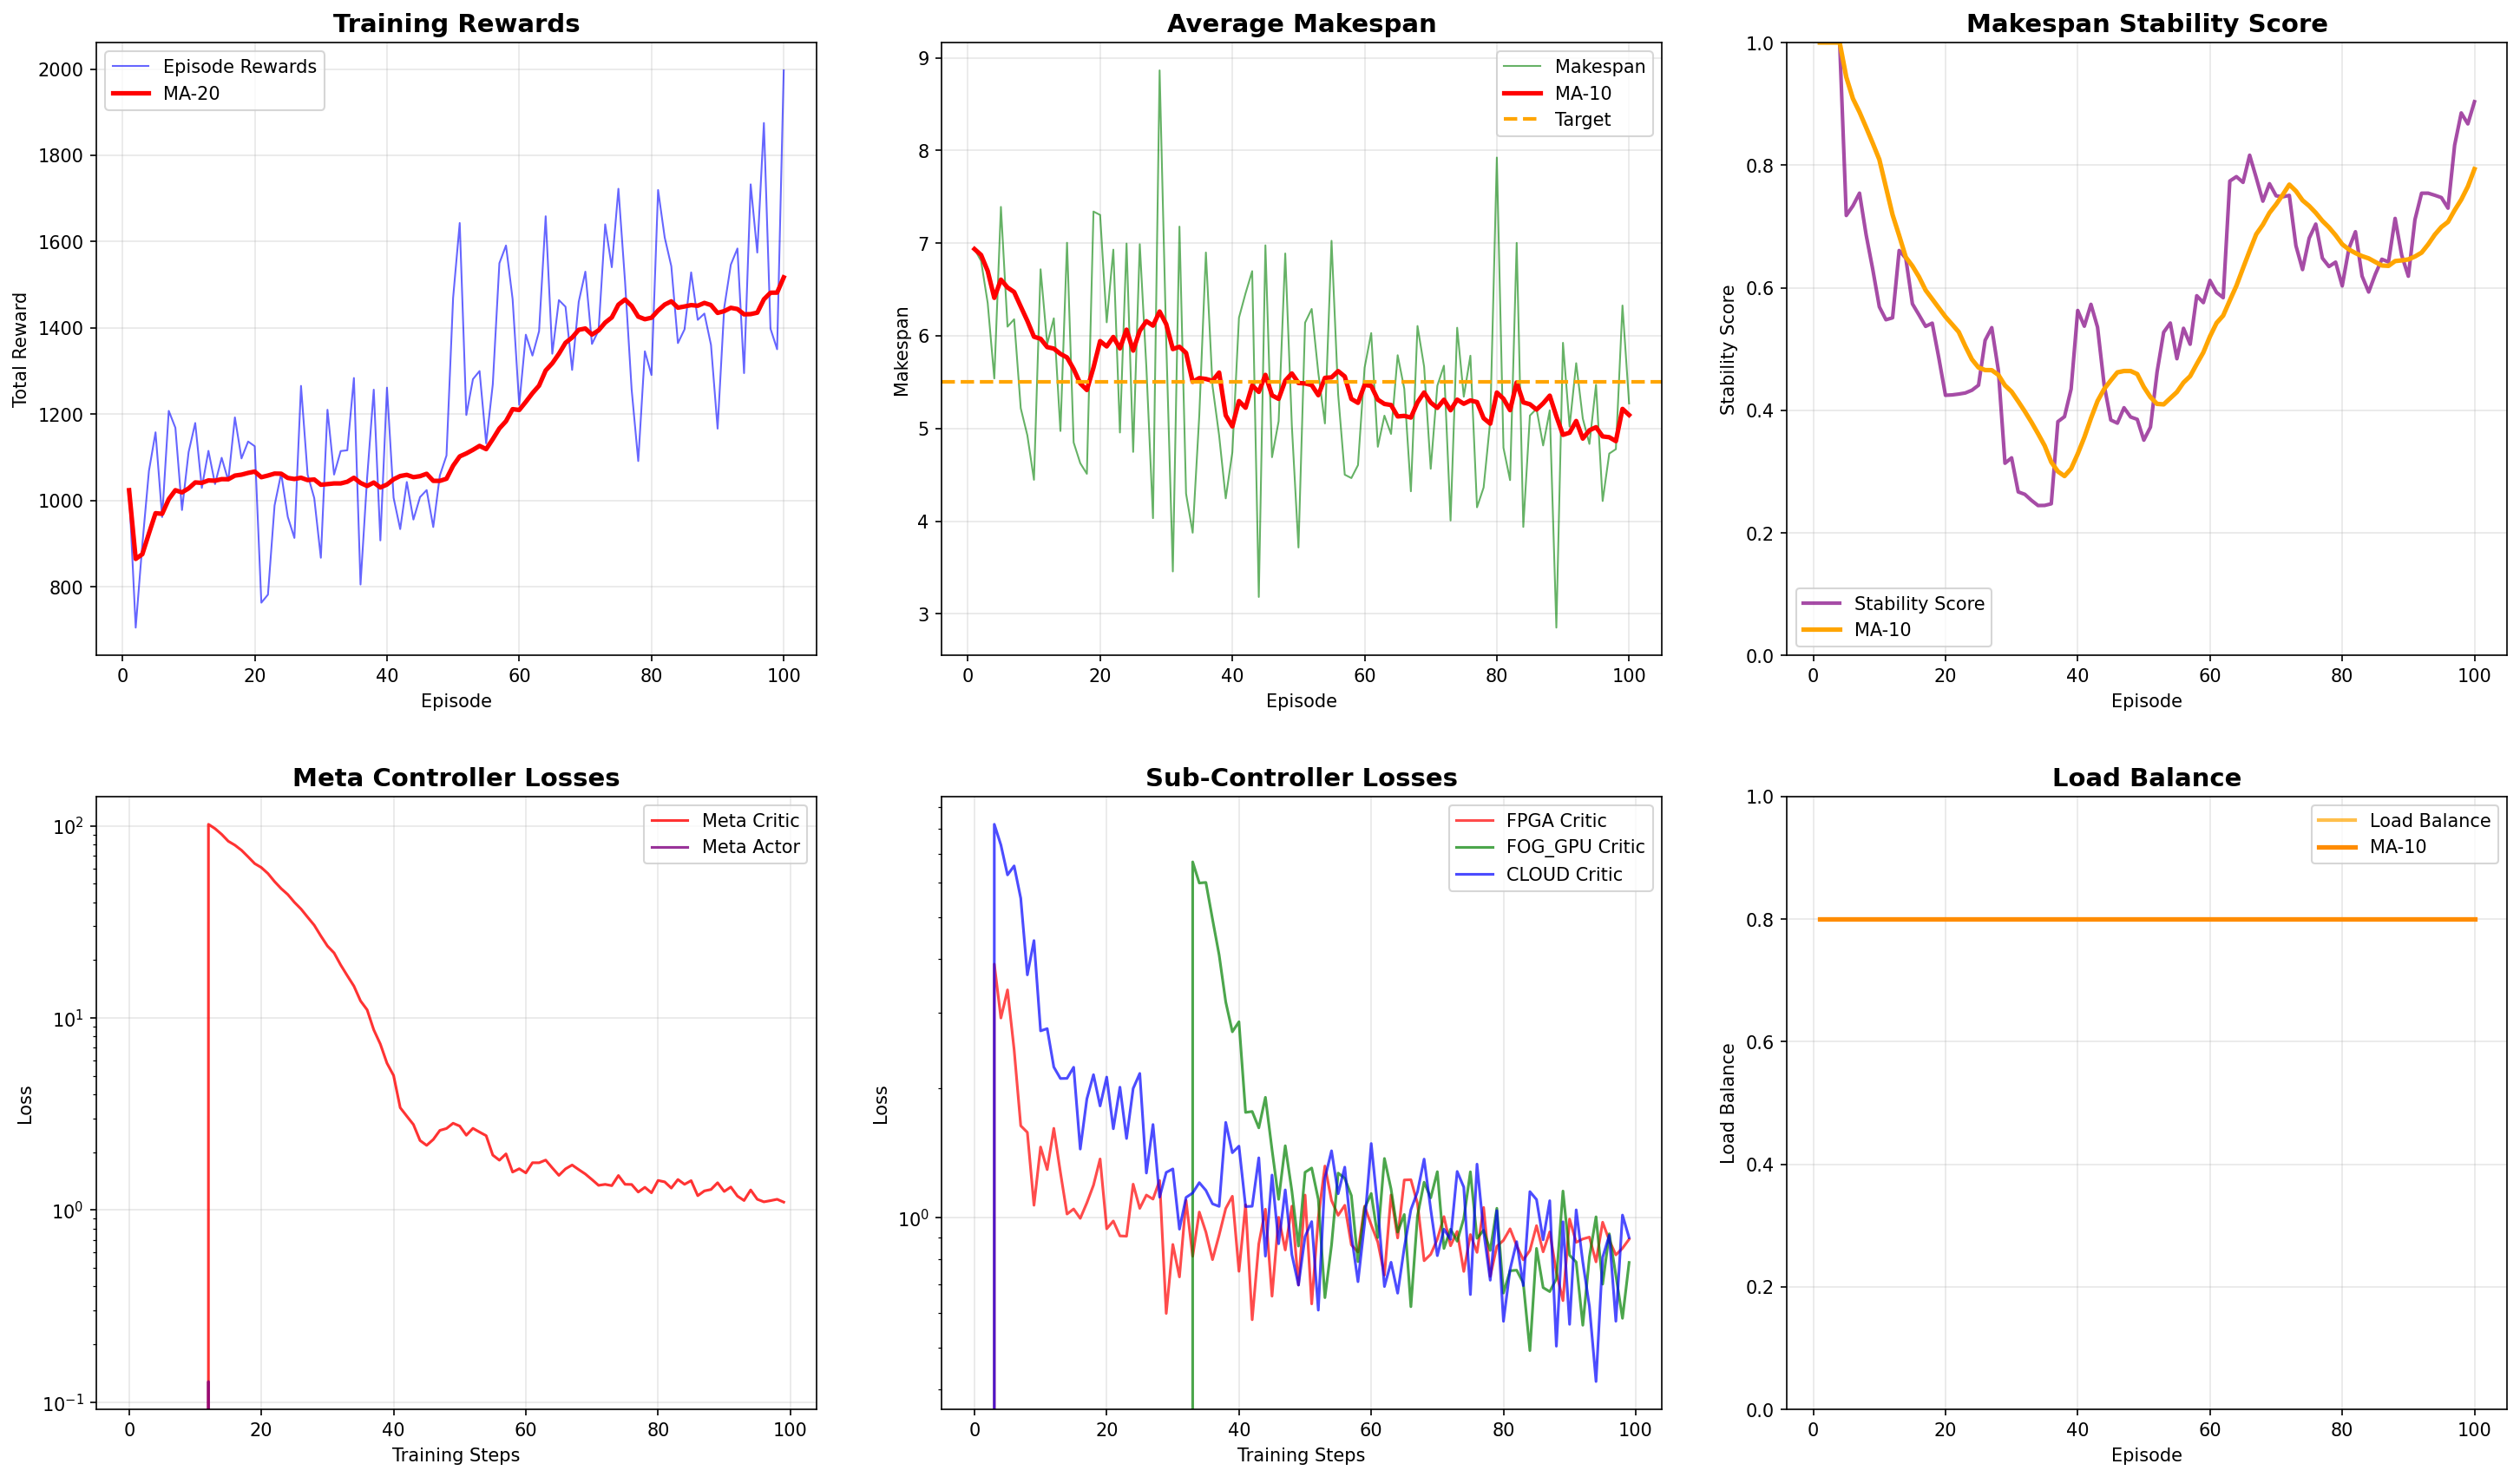 Training Rewards
2000
1800
1600
1400
1200
1000
800
Total Reward
Episode Rewards
MA-20
0 20 40 60 80 100
Episode
Average Makespan
9
8
7
6
5
4
3
Makespan
Makespan
MA-10
Target
0 20 40 60 80 100
Episode
Makespan Stability Score
1.0
0.8
0.6
0.4
0.2
0.0
Stability Score
Stability Score
MA-10
0 20 40 60 80 100
Episode
Meta Controller Losses
10²
10¹
10⁰
10⁻¹
Loss
Meta Critic
Meta Actor
0 20 40 60 80 100
Training Steps
Sub-Controller Losses
10⁰
Loss
FPGA Critic
FOG_GPU Critic
CLOUD Critic
0 20 40 60 80 100
Training Steps
Load Balance
1.0
0.8
0.6
0.4
0.2
0.0
Load Balance
Load Balance
MA-10
0 20 40 60 80 100
Episode